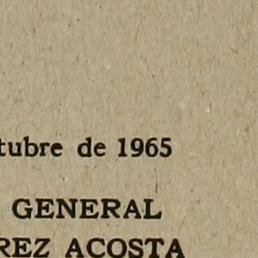 tubre de 1965
GENERAL
REZ ACOSTA